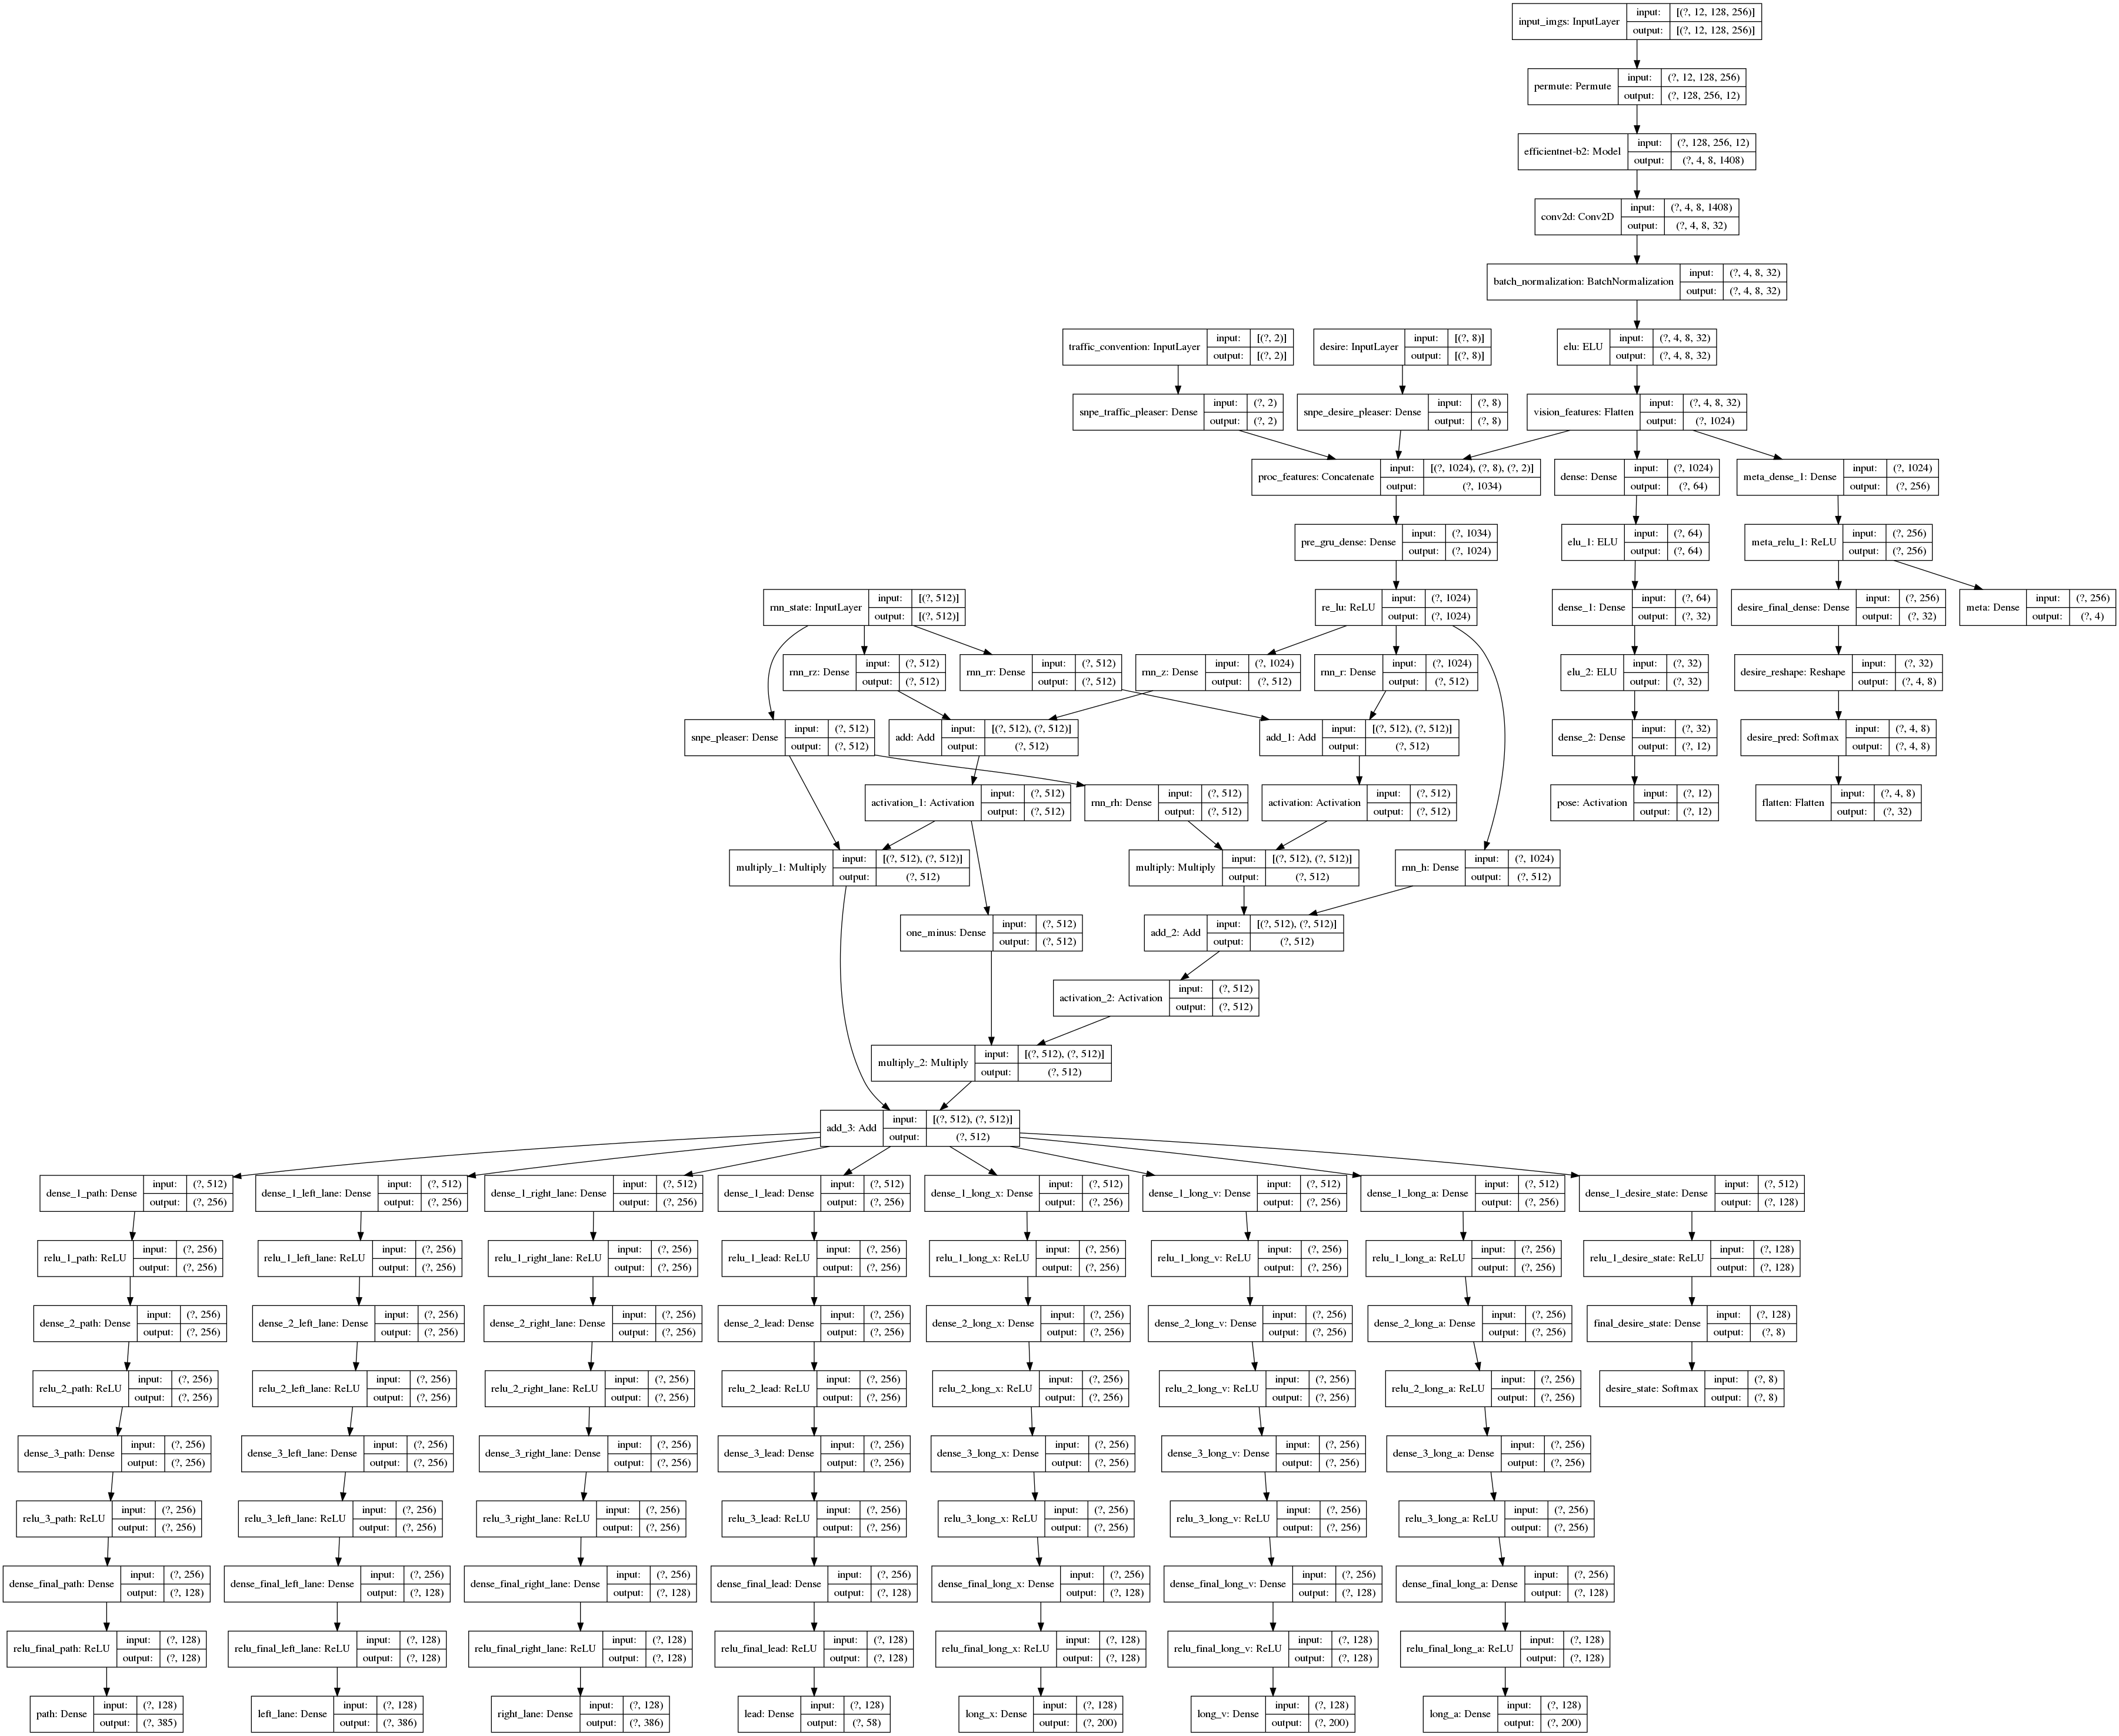 input_imgs: InputLayer
input: [(?, 12, 128, 256)]
output: [(?, 12, 128, 256)]
permute: Permute
input: (?, 12, 128, 256)
output: (?, 128, 256, 12)
efficientnet-b2: Model
input: (?, 128, 256, 12)
output: (?, 4, 8, 1408)
conv2d: Conv2D
input: (?, 4, 8, 1408)
output: (?, 4, 8, 32)
batch_normalization: BatchNormalization
input: (?, 4, 8, 32)
output: (?, 4, 8, 32)
traffic_convention: InputLayer
input: [(?, 2)]
output: [(?, 2)]
desire: InputLayer
input: [(?, 8)]
output: [(?, 8)]
elu: ELU
input: (?, 4, 8, 32)
output: (?, 4, 8, 32)
snpe_traffic_pleaser: Dense
input: (?, 2)
output: (?, 2)
snpe_desire_pleaser: Dense
input: (?, 8)
output: (?, 8)
vision_features: Flatten
input: (?, 4, 8, 32)
output: (?, 1024)
proc_features: Concatenate
input: [(?, 1024), (?, 8), (?, 2)]
output: (?, 1034)
dense: Dense
input: (?, 1024)
output: (?, 64)
meta_dense_1: Dense
input: (?, 1024)
output: (?, 256)
pre_gru_dense: Dense
input: (?, 1034)
output: (?, 1024)
elu_1: ELU
input: (?, 64)
output: (?, 64)
meta_relu_1: ReLU
input: (?, 256)
output: (?, 256)
rnn_state: InputLayer
input: [(?, 512)]
output: [(?, 512)]
re_lu: ReLU
input: (?, 1024)
output: (?, 1024)
dense_1: Dense
input: (?, 64)
output: (?, 32)
desire_final_dense: Dense
input: (?, 256)
output: (?, 32)
meta: Dense
input: (?, 256)
output: (?, 4)
rnn_rz: Dense
input: (?, 512)
output: (?, 512)
rnn_rr: Dense
input: (?, 512)
output: (?, 512)
rnn_z: Dense
input: (?, 1024)
output: (?, 512)
rnn_r: Dense
input: (?, 1024)
output: (?, 512)
elu_2: ELU
input: (?, 32)
output: (?, 32)
desire_reshape: Reshape
input: (?, 32)
output: (?, 4, 8)
snpe_pleaser: Dense
input: (?, 512)
output: (?, 512)
add: Add
input: [(?, 512), (?, 512)]
output: (?, 512)
add_1: Add
input: [(?, 512), (?, 512)]
output: (?, 512)
dense_2: Dense
input: (?, 32)
output: (?, 12)
desire_pred: Softmax
input: (?, 4, 8)
output: (?, 4, 8)
activation_1: Activation
input: (?, 512)
output: (?, 512)
rnn_rh: Dense
input: (?, 512)
output: (?, 512)
activation: Activation
input: (?, 512)
output: (?, 512)
pose: Activation
input: (?, 12)
output: (?, 12)
flatten: Flatten
input: (?, 4, 8)
output: (?, 32)
multiply_1: Multiply
input: [(?, 512), (?, 512)]
output: (?, 512)
multiply: Multiply
input: [(?, 512), (?, 512)]
output: (?, 512)
rnn_h: Dense
input: (?, 1024)
output: (?, 512)
one_minus: Dense
input: (?, 512)
output: (?, 512)
add_2: Add
input: [(?, 512), (?, 512)]
output: (?, 512)
activation_2: Activation
input: (?, 512)
output: (?, 512)
multiply_2: Multiply
input: [(?, 512), (?, 512)]
output: (?, 512)
add_3: Add
input: [(?, 512), (?, 512)]
output: (?, 512)
dense_1_path: Dense
input: (?, 512)
output: (?, 256)
dense_1_left_lane: Dense
input: (?, 512)
output: (?, 256)
dense_1_right_lane: Dense
input: (?, 512)
output: (?, 256)
dense_1_lead: Dense
input: (?, 512)
output: (?, 256)
dense_1_long_x: Dense
input: (?, 512)
output: (?, 256)
dense_1_long_v: Dense
input: (?, 512)
output: (?, 256)
dense_1_long_a: Dense
input: (?, 512)
output: (?, 256)
dense_1_desire_state: Dense
input: (?, 512)
output: (?, 128)
relu_1_path: ReLU
input: (?, 256)
output: (?, 256)
relu_1_left_lane: ReLU
input: (?, 256)
output: (?, 256)
relu_1_right_lane: ReLU
input: (?, 256)
output: (?, 256)
relu_1_lead: ReLU
input: (?, 256)
output: (?, 256)
relu_1_long_x: ReLU
input: (?, 256)
output: (?, 256)
relu_1_long_v: ReLU
input: (?, 256)
output: (?, 256)
relu_1_long_a: ReLU
input: (?, 256)
output: (?, 256)
relu_1_desire_state: ReLU
input: (?, 128)
output: (?, 128)
dense_2_path: Dense
input: (?, 256)
output: (?, 256)
dense_2_left_lane: Dense
input: (?, 256)
output: (?, 256)
dense_2_right_lane: Dense
input: (?, 256)
output: (?, 256)
dense_2_lead: Dense
input: (?, 256)
output: (?, 256)
dense_2_long_x: Dense
input: (?, 256)
output: (?, 256)
dense_2_long_v: Dense
input: (?, 256)
output: (?, 256)
dense_2_long_a: Dense
input: (?, 256)
output: (?, 256)
final_desire_state: Dense
input: (?, 128)
output: (?, 8)
relu_2_path: ReLU
input: (?, 256)
output: (?, 256)
relu_2_left_lane: ReLU
input: (?, 256)
output: (?, 256)
relu_2_right_lane: ReLU
input: (?, 256)
output: (?, 256)
relu_2_lead: ReLU
input: (?, 256)
output: (?, 256)
relu_2_long_x: ReLU
input: (?, 256)
output: (?, 256)
relu_2_long_v: ReLU
input: (?, 256)
output: (?, 256)
relu_2_long_a: ReLU
input: (?, 256)
output: (?, 256)
desire_state: Softmax
input: (?, 8)
output: (?, 8)
dense_3_path: Dense
input: (?, 256)
output: (?, 256)
dense_3_left_lane: Dense
input: (?, 256)
output: (?, 256)
dense_3_right_lane: Dense
input: (?, 256)
output: (?, 256)
dense_3_lead: Dense
input: (?, 256)
output: (?, 256)
dense_3_long_x: Dense
input: (?, 256)
output: (?, 256)
dense_3_long_v: Dense
input: (?, 256)
output: (?, 256)
dense_3_long_a: Dense
input: (?, 256)
output: (?, 256)
relu_3_path: ReLU
input: (?, 256)
output: (?, 256)
relu_3_left_lane: ReLU
input: (?, 256)
output: (?, 256)
relu_3_right_lane: ReLU
input: (?, 256)
output: (?, 256)
relu_3_lead: ReLU
input: (?, 256)
output: (?, 256)
relu_3_long_x: ReLU
input: (?, 256)
output: (?, 256)
relu_3_long_v: ReLU
input: (?, 256)
output: (?, 256)
relu_3_long_a: ReLU
input: (?, 256)
output: (?, 256)
dense_final_path: Dense
input: (?, 256)
output: (?, 128)
dense_final_left_lane: Dense
input: (?, 256)
output: (?, 128)
dense_final_right_lane: Dense
input: (?, 256)
output: (?, 128)
dense_final_lead: Dense
input: (?, 256)
output: (?, 128)
dense_final_long_x: Dense
input: (?, 256)
output: (?, 128)
dense_final_long_v: Dense
input: (?, 256)
output: (?, 128)
dense_final_long_a: Dense
input: (?, 256)
output: (?, 128)
relu_final_path: ReLU
input: (?, 128)
output: (?, 128)
relu_final_left_lane: ReLU
input: (?, 128)
output: (?, 128)
relu_final_right_lane: ReLU
input: (?, 128)
output: (?, 128)
relu_final_lead: ReLU
input: (?, 128)
output: (?, 128)
relu_final_long_x: ReLU
input: (?, 128)
output: (?, 128)
relu_final_long_v: ReLU
input: (?, 128)
output: (?, 128)
relu_final_long_a: ReLU
input: (?, 128)
output: (?, 128)
path: Dense
input: (?, 128)
output: (?, 385)
left_lane: Dense
input: (?, 128)
output: (?, 386)
right_lane: Dense
input: (?, 128)
output: (?, 386)
lead: Dense
input: (?, 128)
output: (?, 58)
long_x: Dense
input: (?, 128)
output: (?, 200)
long_v: Dense
input: (?, 128)
output: (?, 200)
long_a: Dense
input: (?, 128)
output: (?, 200)